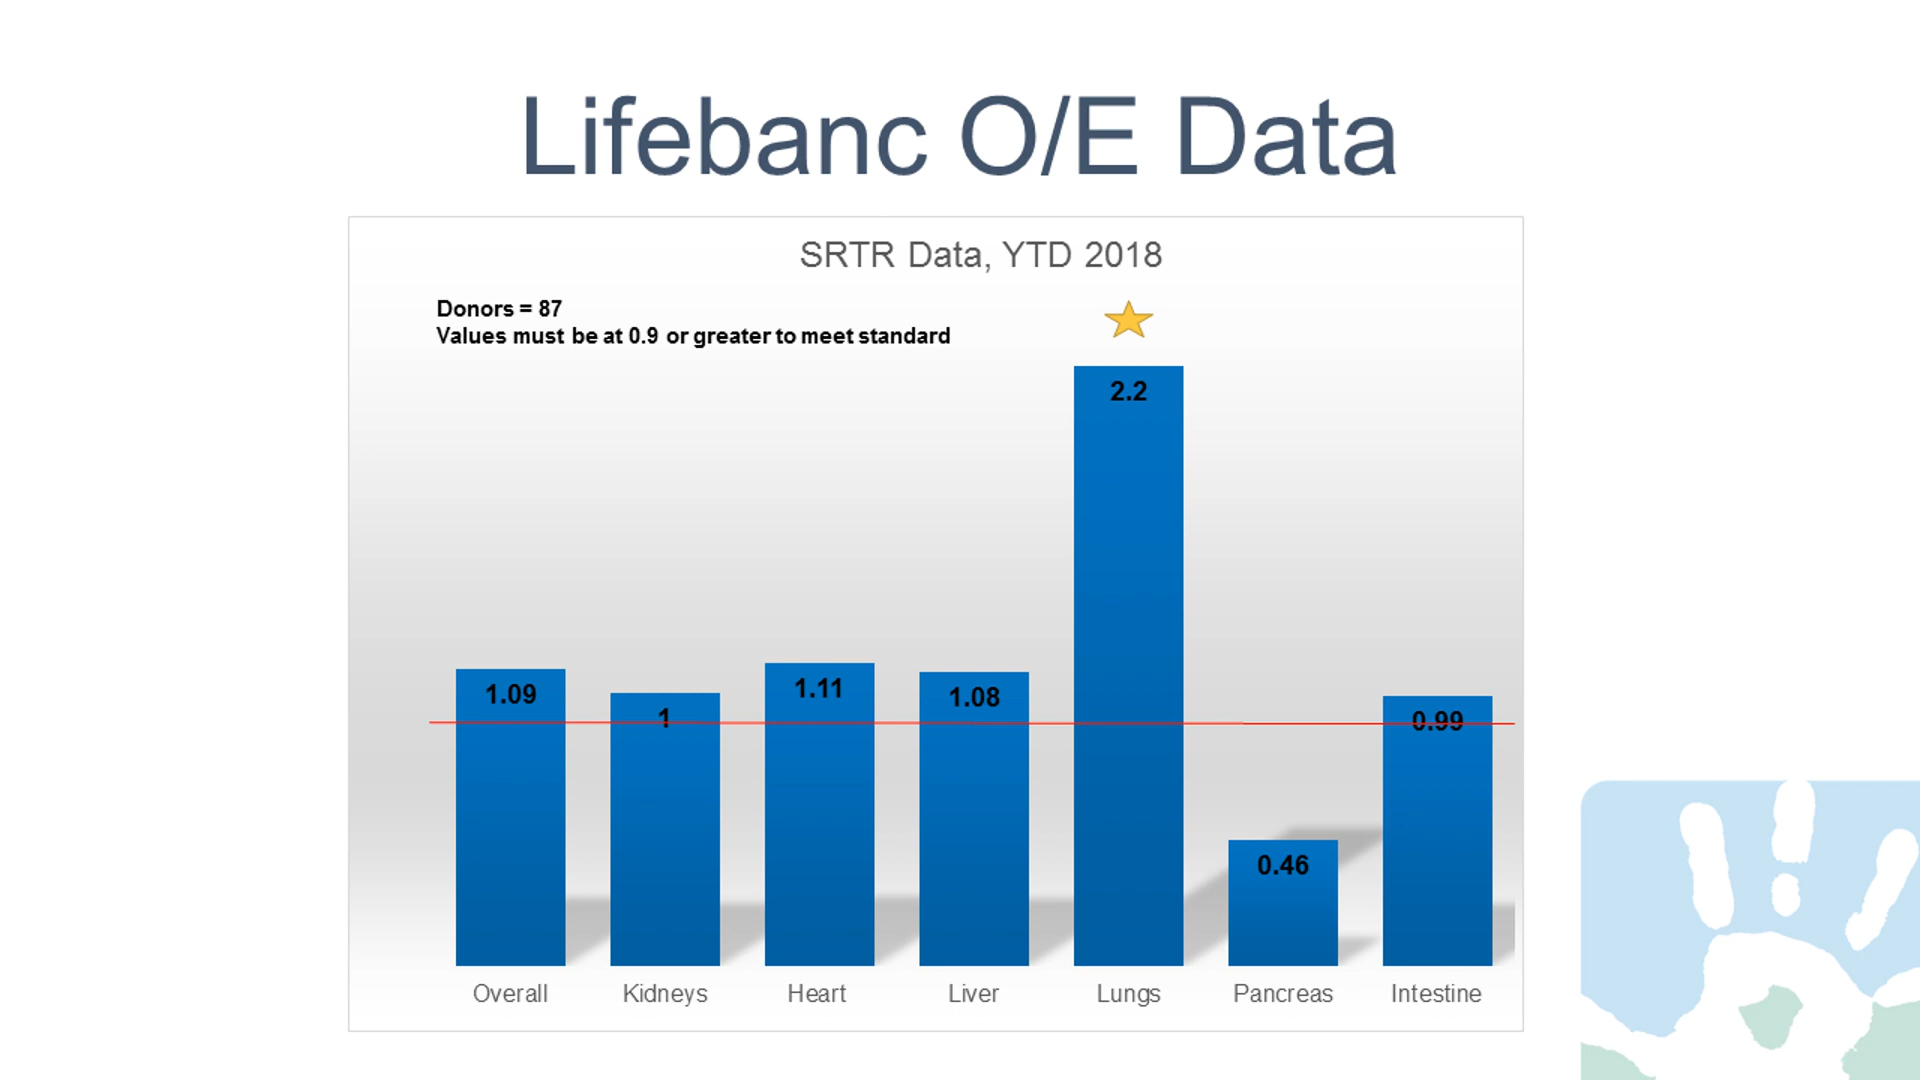 Lifebanc O/E Data
SRTR Data, YTD 2018
Donors = 87
Values must be at 0.9 or greater to meet standard
2.2
1.09
1
1.11
1.08
0.99
0.46
Overall
Kidneys
Heart
Liver
Lungs
Pancreas
Intestine